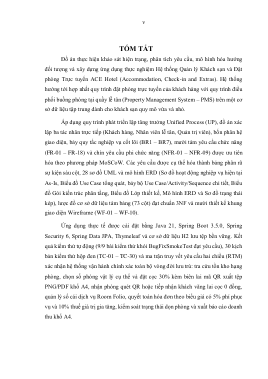 v
TÓM TẮT
Đồ án thực hiện khảo sát hiện trạng, phân tích yêu cầu, mô hình hóa hướng
đối tượng và xây dựng ứng dụng thực nghiệm Hệ thống Quản lý Khách sạn và Đặt
phòng Trực tuyến ACE Hotel (Accommodation, Check-in and Extras). Hệ thống
hướng tới hợp nhất quy trình đặt phòng trực tuyến của khách hàng với quy trình điều
phối buồng phòng tại quầy lễ tân (Property Management System – PMS) trên một cơ
sở dữ liệu tập trung dành cho khách sạn quy mô vừa và nhỏ.
Áp dụng quy trình phát triển lặp tăng trưởng Unified Process (UP), đồ án xác
lập ba tác nhân trực tiếp (Khách hàng, Nhân viên lễ tân, Quản trị viên), bốn phân hệ
giao diện, bảy quy tắc nghiệp vụ cốt lõi (BR1 – BR7), mười tám yêu cầu chức năng
(FR-01 – FR-18) và chín yêu cầu phi chức năng (NFR-01 – NFR-09) được ưu tiên
hóa theo phương pháp MoSCoW. Các yêu cầu được cụ thể hóa thành bảng phân rã
sự kiện sáu cột, 28 sơ đồ UML và mô hình ERD (Sơ đồ hoạt động nghiệp vụ hiện tại
As-Is, Biểu đồ Use Case tổng quát, bảy bộ Use Case/Activity/Sequence chi tiết, Biểu
đồ Gói kiến trúc phân tầng, Biểu đồ Lớp thiết kế, Mô hình ERD và Sơ đồ trạng thái
kép), lược đồ cơ sở dữ liệu tám bảng (73 cột) đạt chuẩn 3NF và mười thiết kế khung
giao diện Wireframe (WF-01 – WF-10).
Ứng dụng thực tế được cài đặt bằng Java 21, Spring Boot 3.5.0, Spring
Security 6, Spring Data JPA, Thymeleaf và cơ sở dữ liệu H2 lưu tệp bền vững. Kết
quả kiểm thử tự động (9/9 bài kiểm thử khói BugFixSmokeTest đạt yêu cầu), 30 kịch
bản kiểm thử hộp đen (TC-01 – TC-30) và ma trận truy vết yêu cầu hai chiều (RTM)
xác nhận hệ thống vận hành chính xác toàn bộ vòng đời lưu trú: tra cứu tồn kho hạng
phòng, chọn số phòng vật lý cụ thể và đặt cọc 30% kèm biên lai mã QR xuất tệp
PNG/PDF khổ A4, nhận phòng quét QR hoặc tiếp nhận khách vãng lai cọc 0 đồng,
quản lý sổ cái dịch vụ Room Folio, quyết toán hóa đơn theo biểu giá có 5% phí phục
vụ và 10% thuế giá trị gia tăng, kiểm soát trạng thái dọn phòng và xuất báo cáo doanh
thu khổ A4.